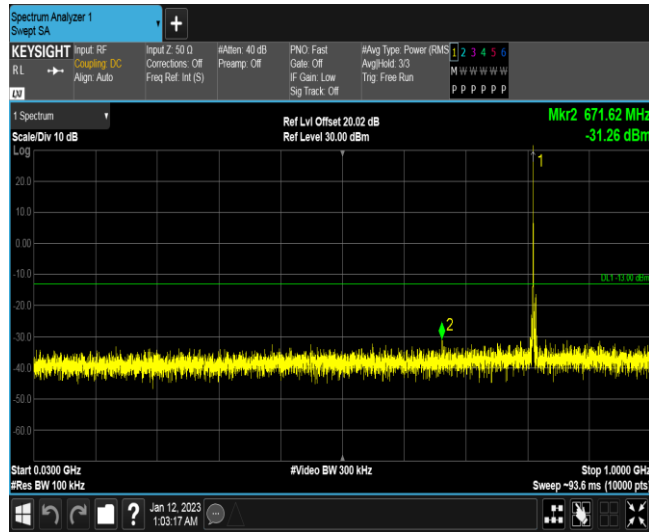 Spectrum Analyzer 1
Swept SA
+
KEYSIGHT
RL
LXI
Input: RF
Coupling: DC
Align: Auto
Input Z: 50 Ω
Corrections: Off
Freq Ref: Int (S)
#Atten: 40 dB
Preamp: Off
PNO: Fast
Gate: Off
IF Gain: Low
Sig Track: Off
#Avg Type: Power (RMS
Avg|Hold: 3/3
Trig: Free Run
1 2 3 4 5 6
M W W W W W
P P P P P P
1 Spectrum
Scale/Div 10 dB
Ref Lvl Offset 20.02 dB
Ref Level 30.00 dBm
Mkr2 671.62 MHz
-31.26 dBm
Log
1
20.0
10.0
0.00
-10.0
DL1 -13.00 dBm
-20.0
2
-30.0
-40.0
-50.0
-60.0
Start 0.0300 GHz
#Res BW 100 kHz
#Video BW 300 kHz
Stop 1.0000 GHz
Sweep ~93.6 ms (10000 pts)
?
Jan 12, 2023
1:03:17 AM